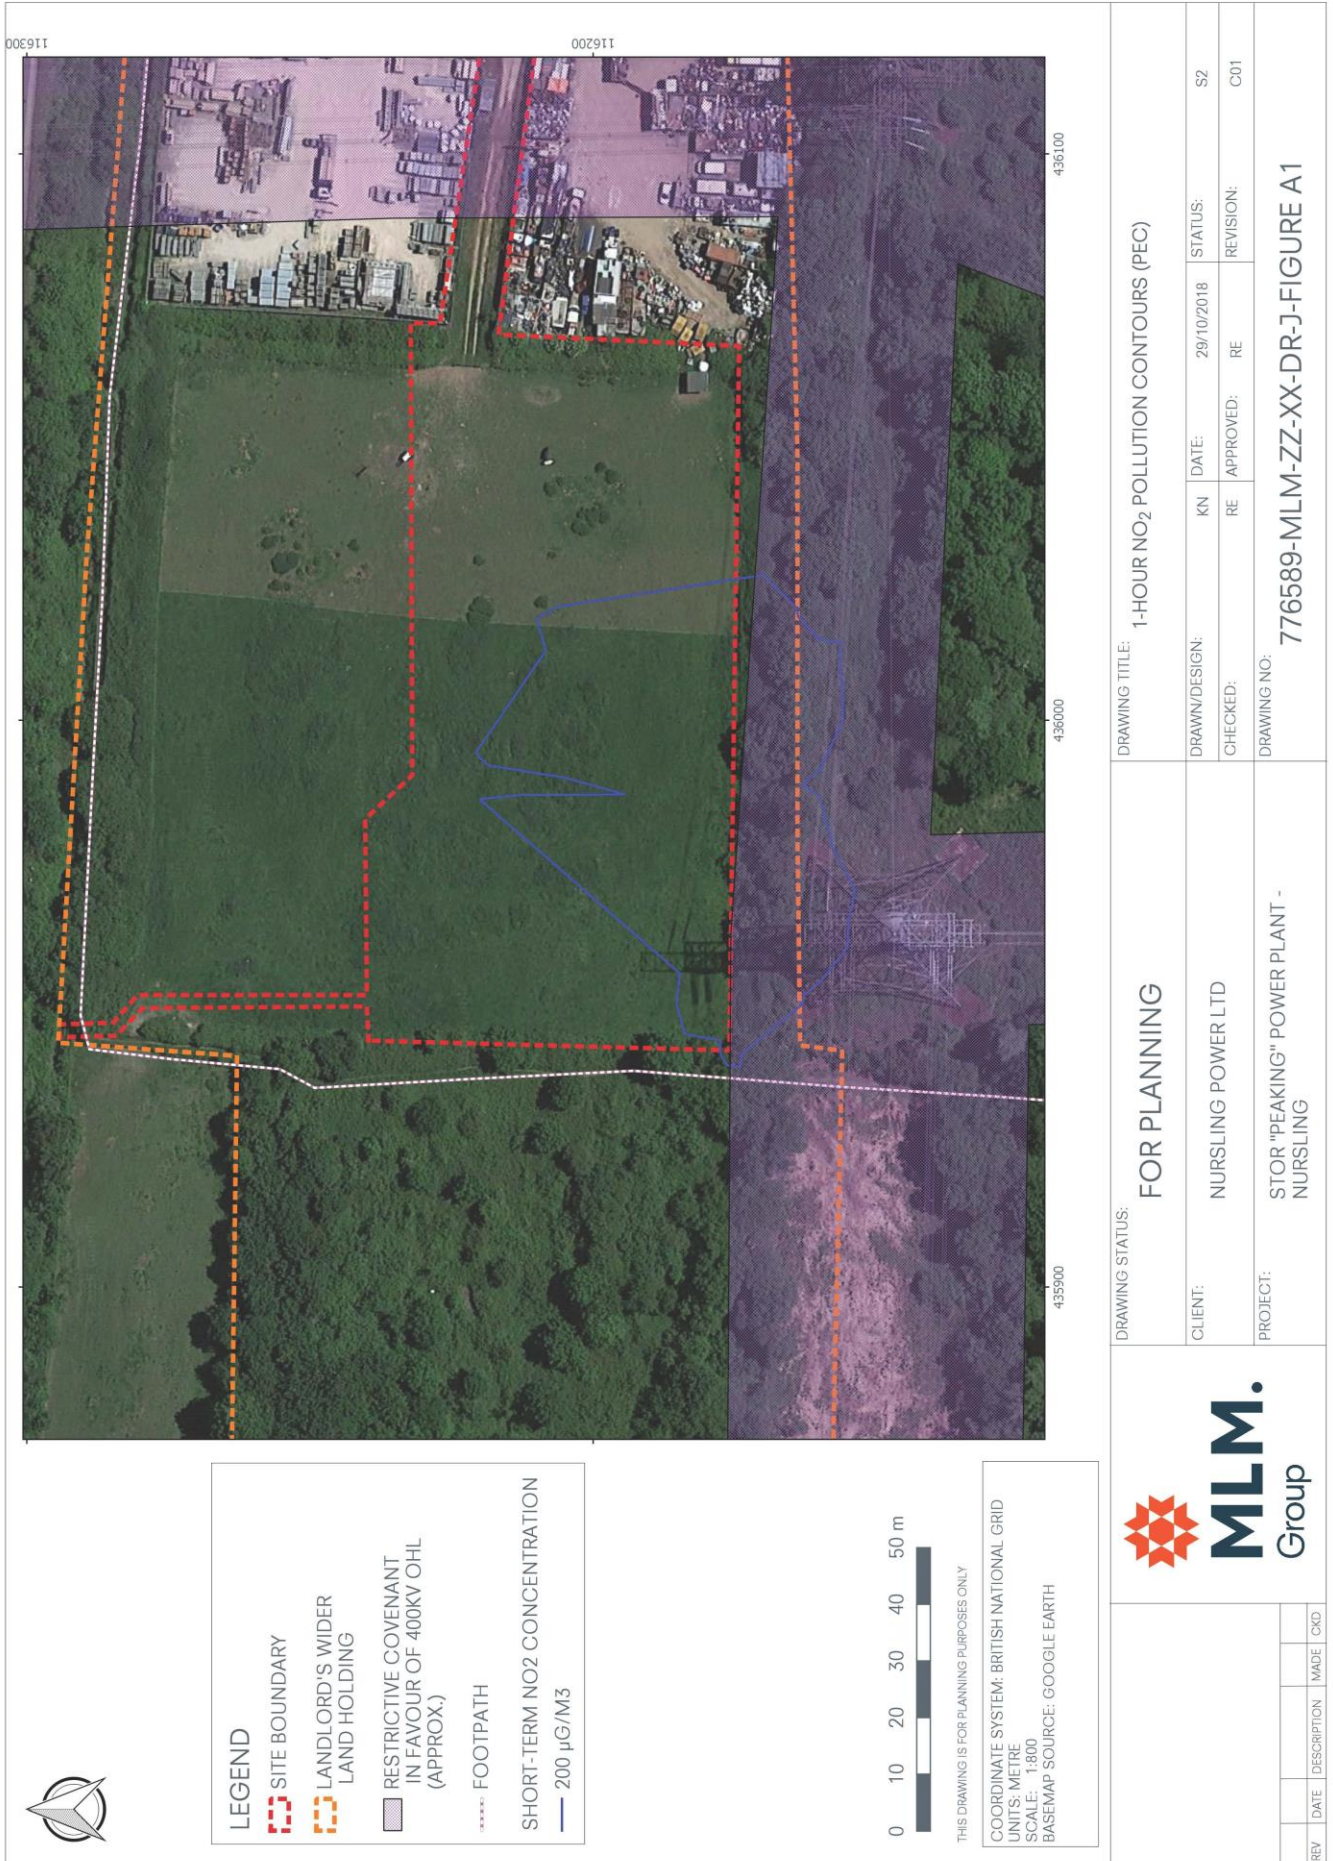 116300
116200
436100
436000
435900
LEGEND
SITE BOUNDARY
LANDLORD'S WIDER
LAND HOLDING
RESTRICTIVE COVENANT
IN FAVOUR OF 400KV OHL
(APPROX.)
FOOTPATH
SHORT-TERM NO2 CONCENTRATION
200 µG/M3
0 10 20 30 40 50 m
THIS DRAWING IS FOR PLANNING PURPOSES ONLY
COORDINATE SYSTEM: BRITISH NATIONAL GRID
UNITS: METRE
SCALE: 1:800
BASEMAP SOURCE: GOOGLE EARTH
REV DATE DESCRIPTION MADE CKD
MLM.
Group
DRAWING STATUS:
FOR PLANNING
CLIENT:
NURSLING POWER LTD
PROJECT:
STOR "PEAKING" POWER PLANT -
NURSLING
DRAWING TITLE:
1-HOUR NO₂ POLLUTION CONTOURS (PEC)
DRAWN/DESIGN: KN DATE: 29/10/2018 STATUS: S2
CHECKED: RE APPROVED: RE REVISION: C01
DRAWING NO:
776589-MLM-ZZ-XX-DR-J-FIGURE A1